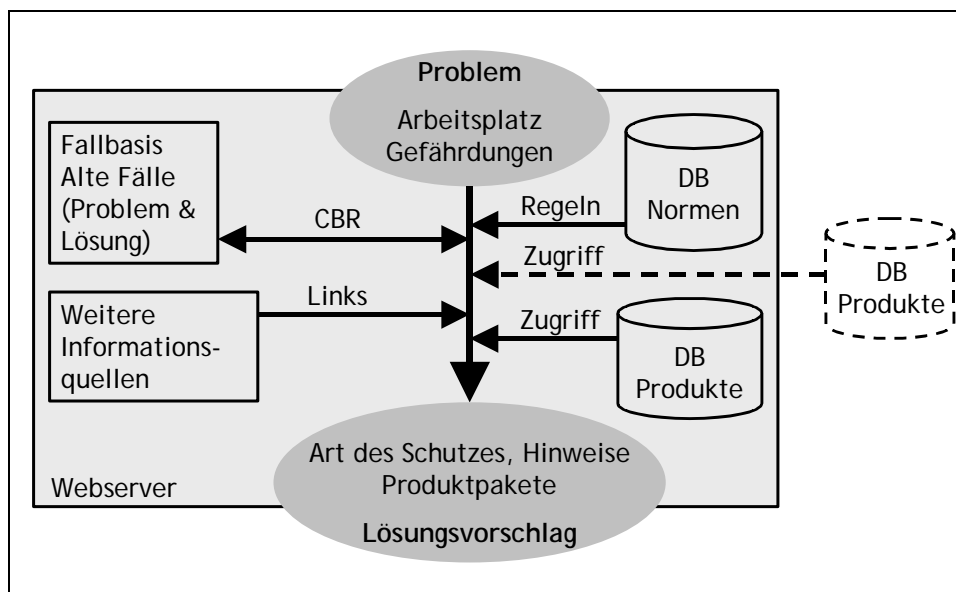 Problem
Arbeitsplatz
Gefährdungen
Fallbasis
Alte Fälle
(Problem &
Lösung)
CBR
Regeln
DB
Normen
Zugriff
DB
Produkte
Weitere
Informations-
quellen
Links
Zugriff
DB
Produkte
Art des Schutzes, Hinweise
Produktpakete
Lösungsvorschlag
Webserver